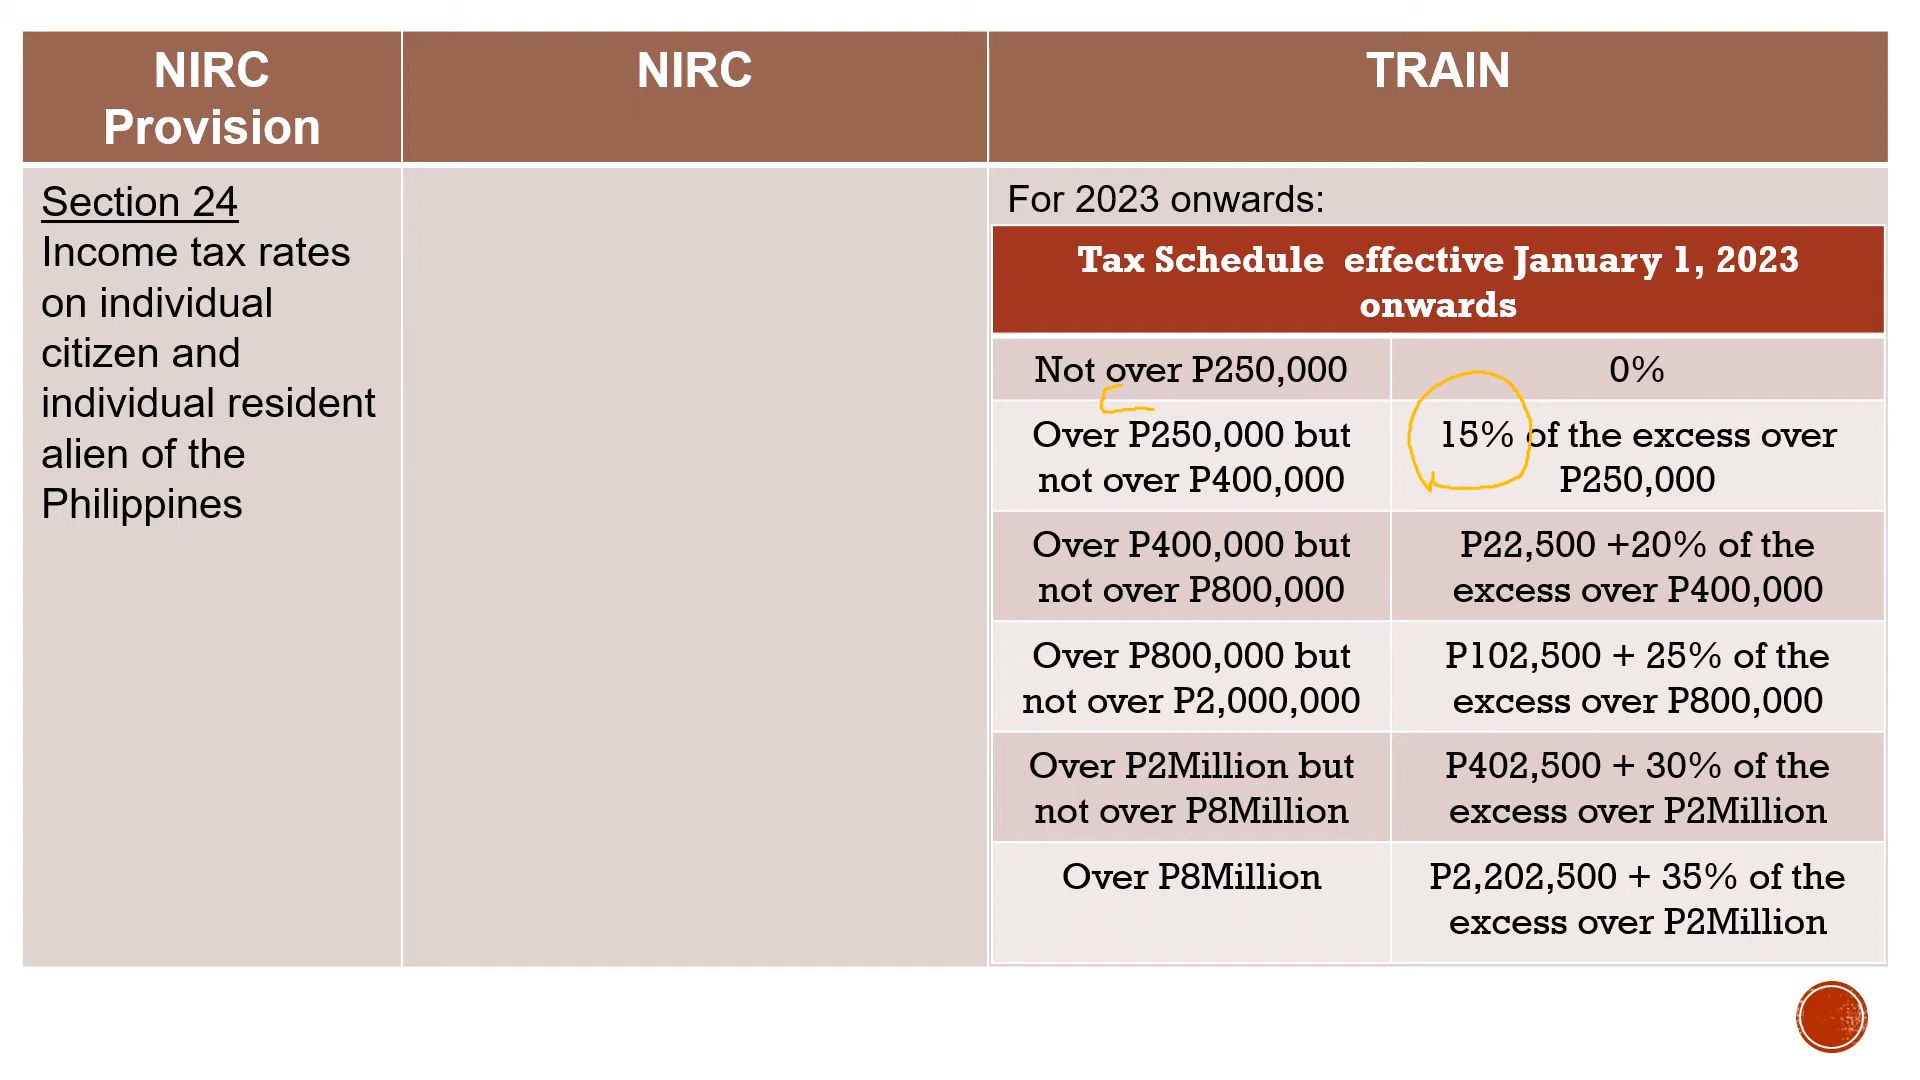 NIRC
Provision
NIRC
TRAIN
Section 24
Income tax rates
on individual
citizen and
individual resident
alien of the
Philippines
For 2023 onwards:
Tax Schedule effective January 1, 2023
onwards
Not over P250,000
0%
Over P250,000 but
not over P400,000
15% of the excess over
P250,000
Over P400,000 but
not over P800,000
P22,500 +20% of the
excess over P400,000
Over P800,000 but
not over P2,000,000
P102,500 + 25% of the
excess over P800,000
Over P2Million but
not over P8Million
P402,500 + 30% of the
excess over P2Million
Over P8Million
P2,202,500 + 35% of the
excess over P2Million